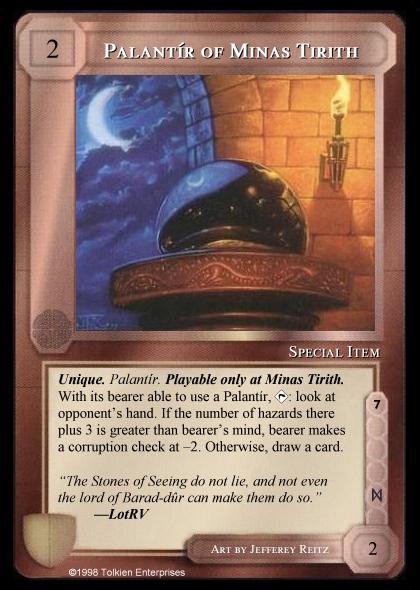 2
PALANTÍR OF MINAS TIRITH
SPECIAL ITEM
Unique. Palantír. Playable only at Minas Tirith.
With its bearer able to use a Palantír, : look at
opponent's hand. If the number of hazards there
plus 3 is greater than bearer's mind, bearer makes
a corruption check at –2. Otherwise, draw a card.
7
“The Stones of Seeing do not lie, and not even
the lord of Barad-dûr can make them do so.”
—LotRV
ART BY JEFFEREY REITZ
2
©1998 Tolkien Enterprises